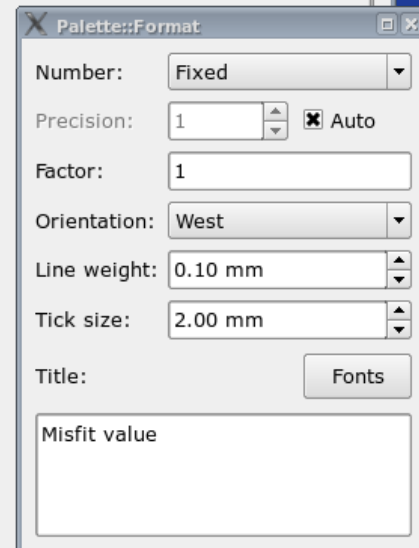 Palette::Format
Number: Fixed
Precision: 1 Auto
Factor: 1
Orientation: West
Line weight: 0.10 mm
Tick size: 2.00 mm
Title: Fonts
Misfit value